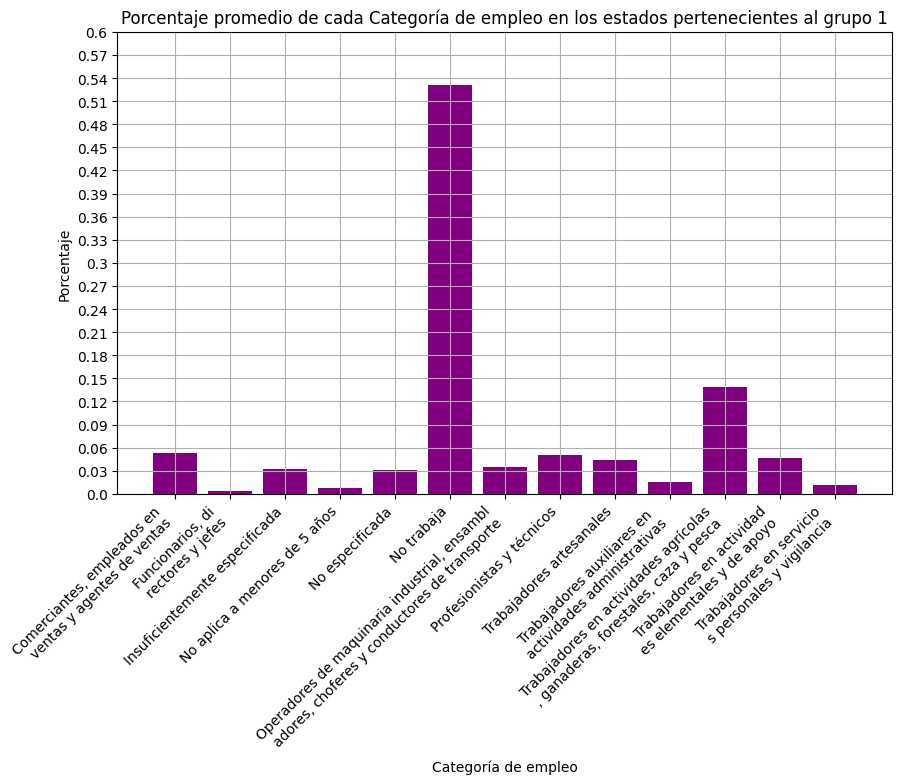 Porcentaje promedio de cada Categoría de empleo en los estados pertenecientes al grupo 1
Porcentaje
0.6
0.57
0.54
0.51
0.48
0.45
0.42
0.39
0.36
0.33
0.3
0.27
0.24
0.21
0.18
0.15
0.12
0.09
0.06
0.03
0.0
Comerciantes, empleados en
ventas y agentes de ventas
Funcionarios, di
rectores y jefes
Insuficientemente especificada
No aplica a menores de 5 años
No especificada
No trabaja
Operadores de maquinaria industrial, ensambl
adores, choferes y conductores de transporte
Profesionistas y técnicos
Trabajadores artesanales
Trabajadores auxiliares en
actividades administrativas
Trabajadores en actividades agrícolas
, ganaderas, forestales, caza y pesca
Trabajadores en actividad
es elementales y de apoyo
Trabajadores en servicio
s personales y vigilancia
Categoría de empleo